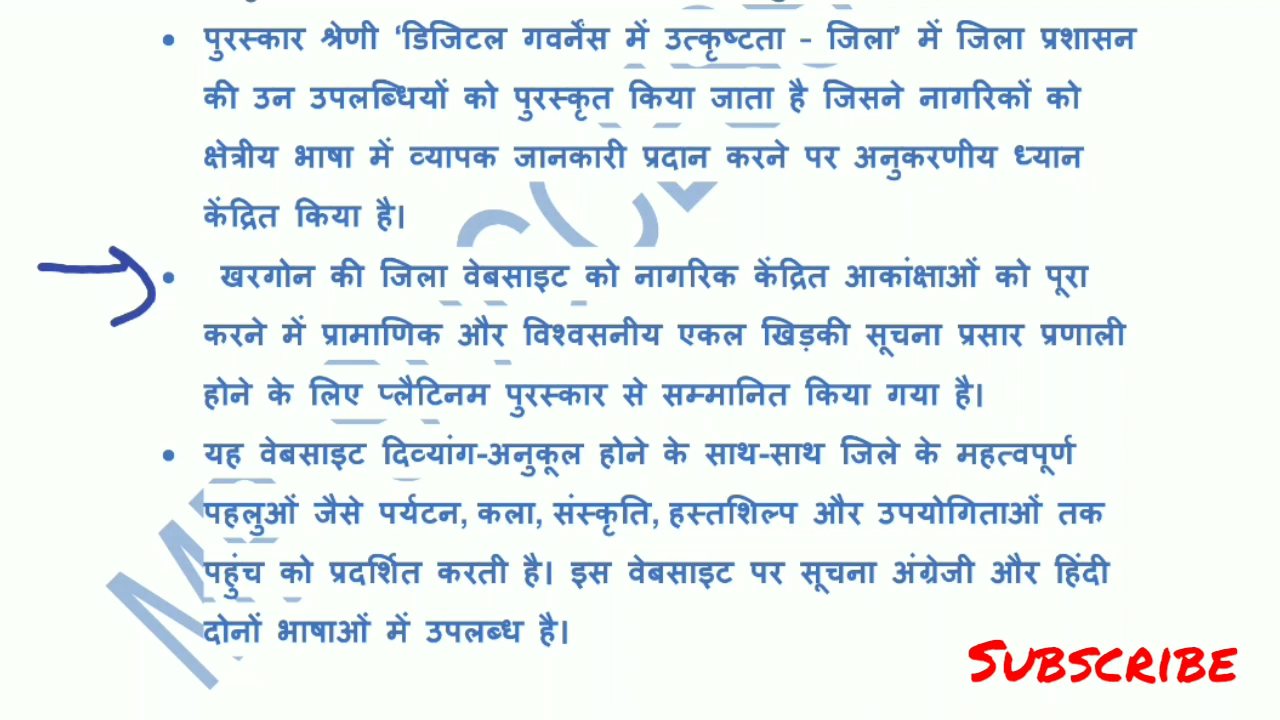 • पुरस्कार श्रेणी ‘डिजिटल गवर्नेंस में उत्कृष्टता – जिला’ में जिला प्रशासन
की उन उपलब्धियों को पुरस्कृत किया जाता है जिसने नागरिकों को
क्षेत्रीय भाषा में व्यापक जानकारी प्रदान करने पर अनुकरणीय ध्यान
केंद्रित किया है।
• खरगोन की जिला वेबसाइट को नागरिक केंद्रित आकांक्षाओं को पूरा
करने में प्रामाणिक और विश्वसनीय एकल खिड़की सूचना प्रसार प्रणाली
होने के लिए प्लैटिनम पुरस्कार से सम्मानित किया गया है।
• यह वेबसाइट दिव्यांग-अनुकूल होने के साथ-साथ जिले के महत्वपूर्ण
पहलुओं जैसे पर्यटन, कला, संस्कृति, हस्तशिल्प और उपयोगिताओं तक
पहुंच को प्रदर्शित करती है। इस वेबसाइट पर सूचना अंग्रेजी और हिंदी
दोनों भाषाओं में उपलब्ध है।
SUBSCRIBE